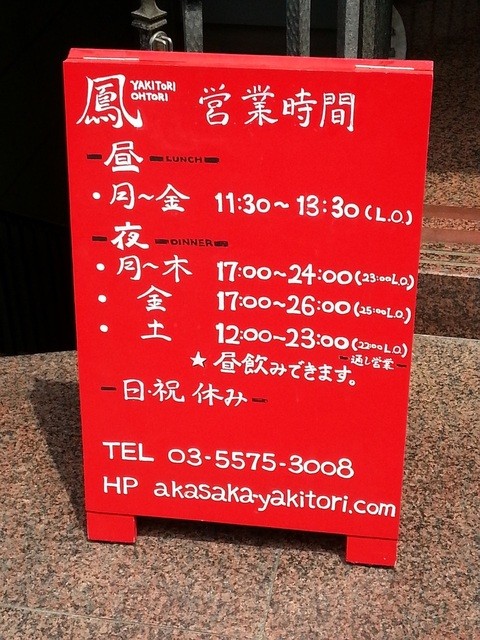 鳳 YAKITORI OHTORI 営業時間
昼 LUNCH
・月〜金 11:30〜13:30(L.O.)
夜 DINNER
・月〜木 17:00〜24:00(23:00L.O.)
・金 17:00〜26:00(25:00L.O.)
・土 12:00〜23:00(22:00L.O.)
-通し営業-
★昼飲みできます。
-日・祝 休み-
TEL 03-5575-3008
HP akasaka-yakitori.com